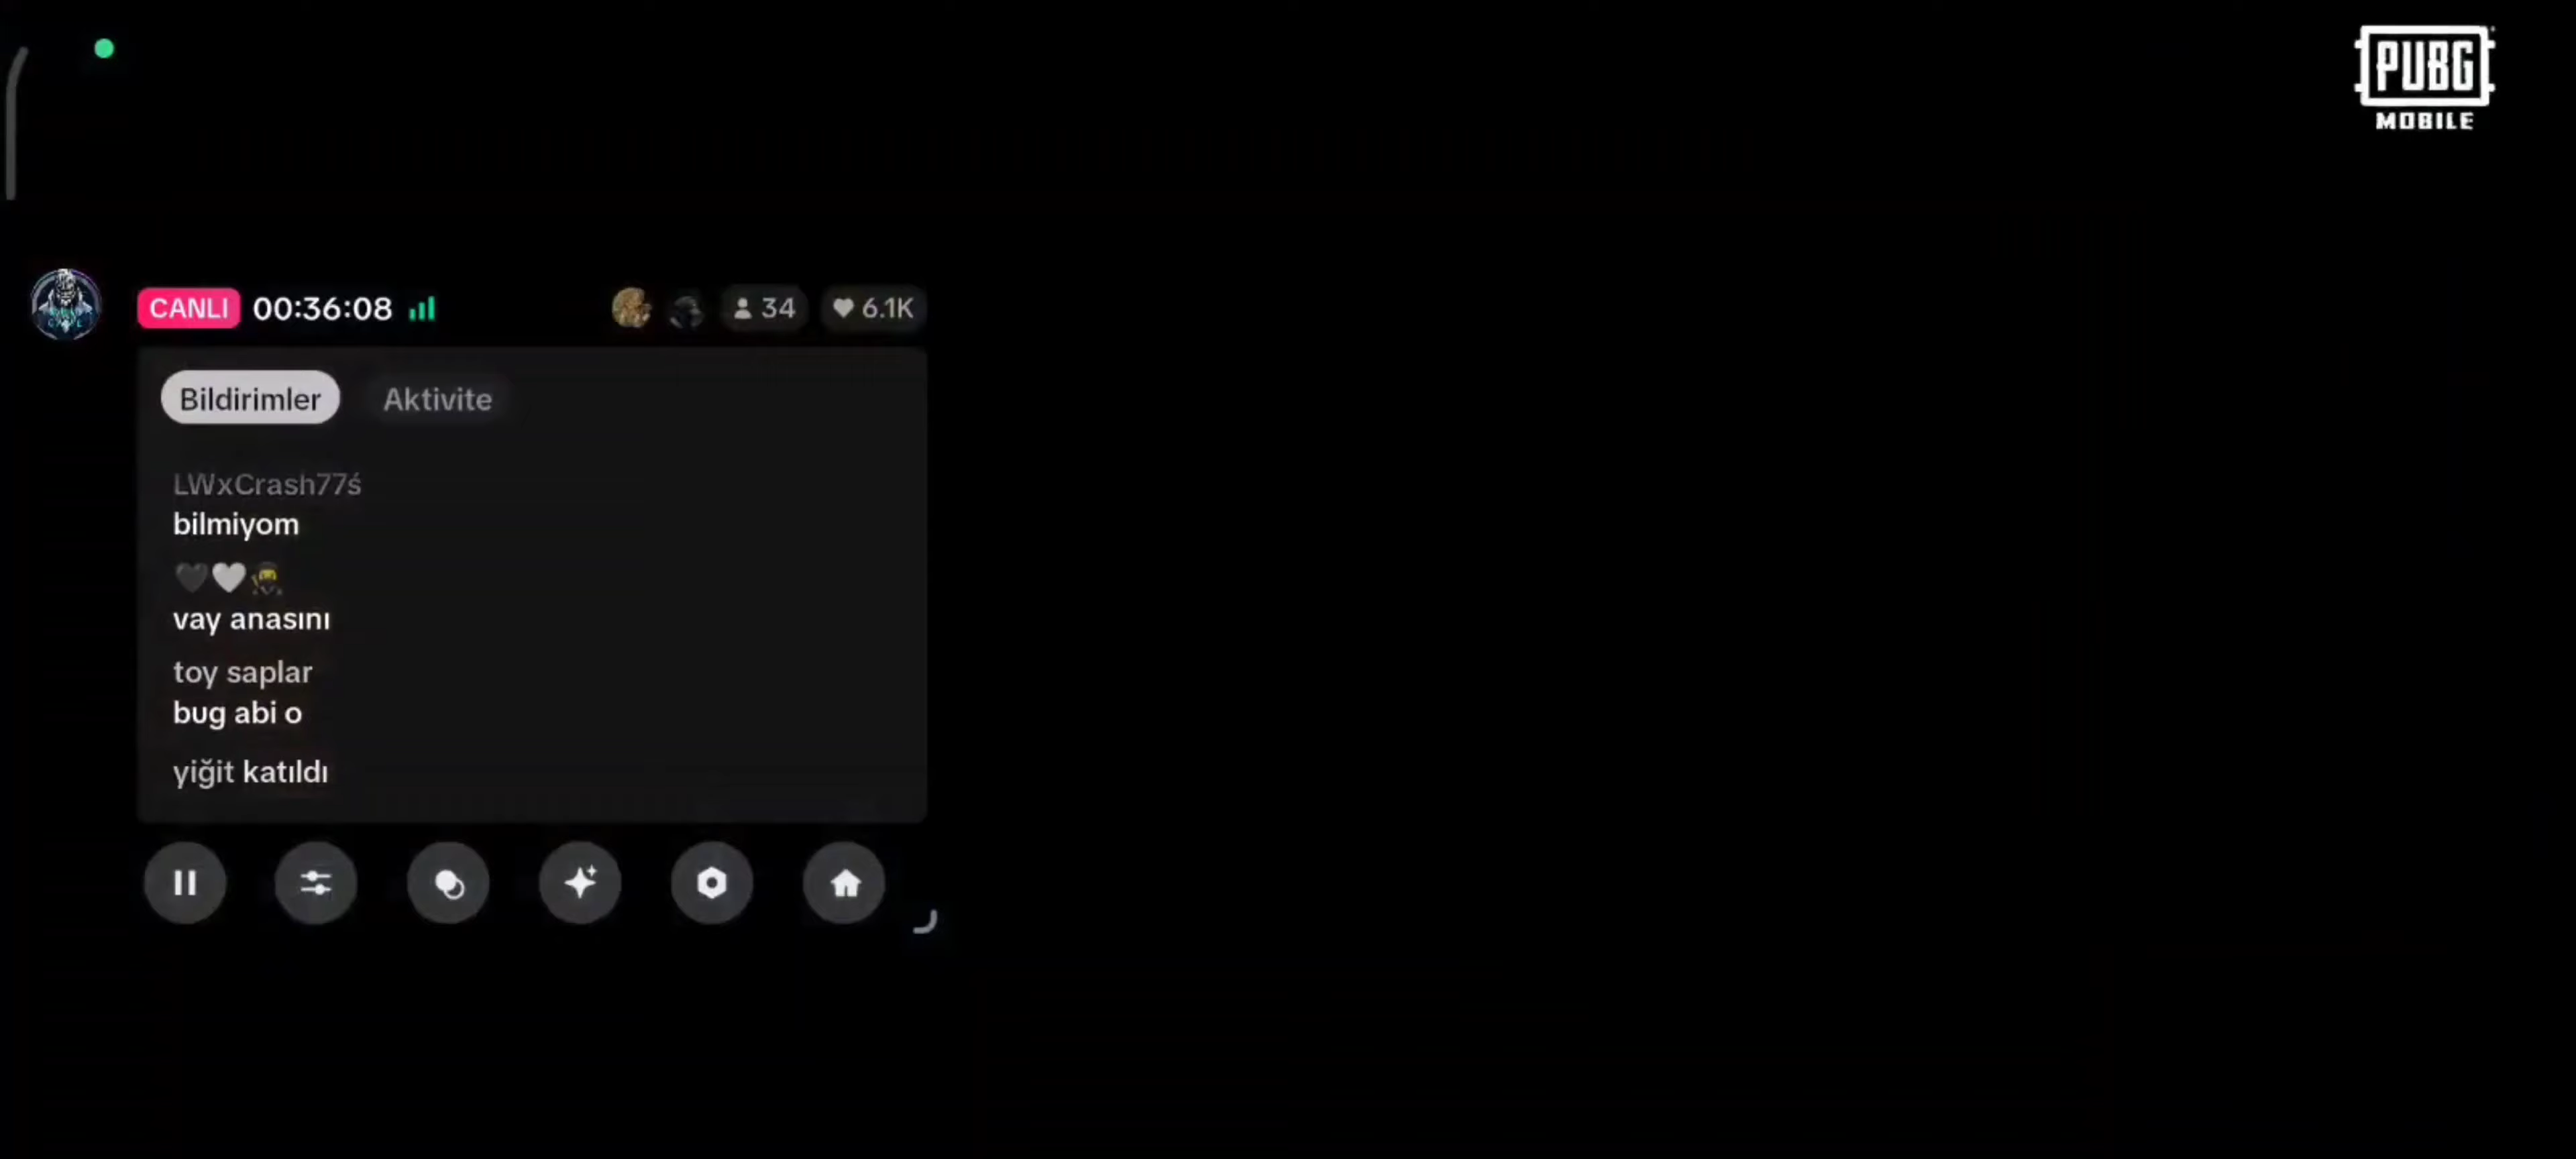 PUBG
MOBILE
CANLI 00:36:08 34 6.1K
Bildirimler Aktivite
LWxCrash77ś
bilmiyom
🖤🤍🥷
vay anasını
toy saplar
bug abi o
yiğit katıldı